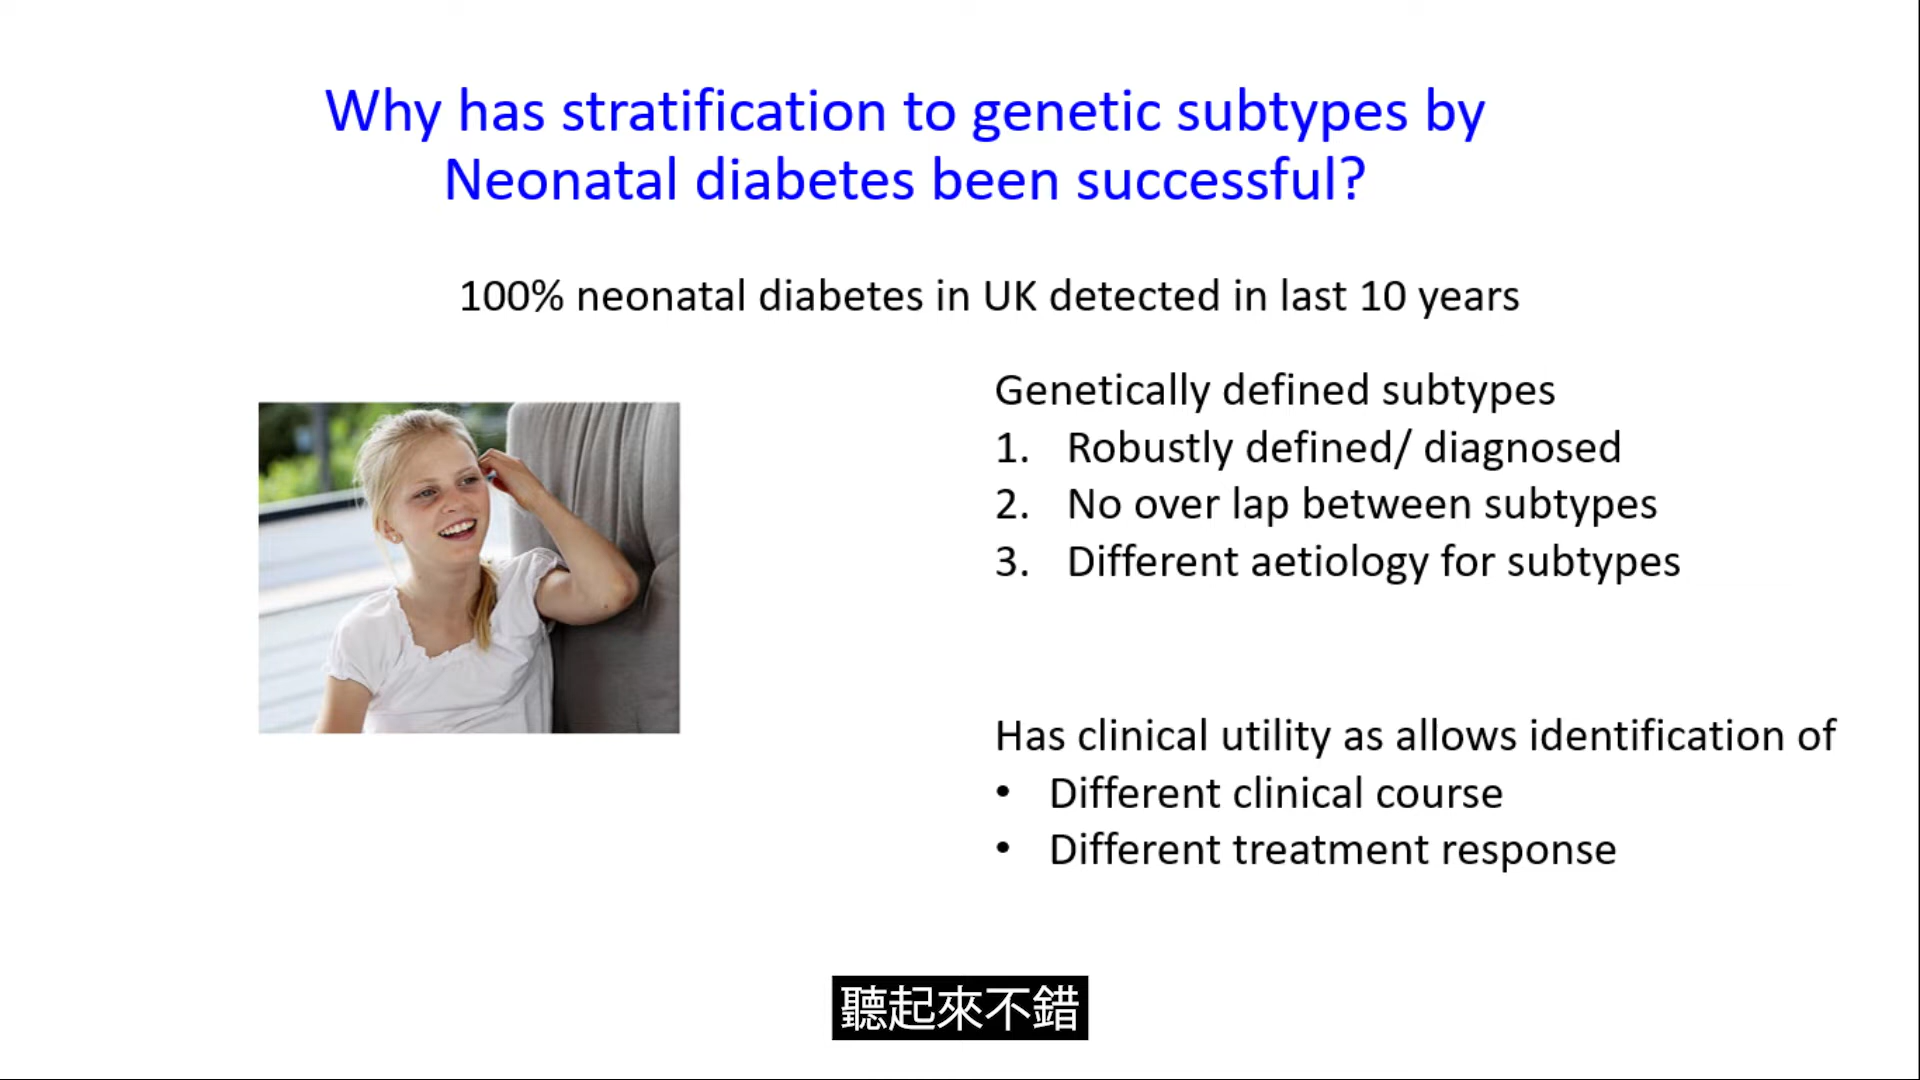 Why has stratification to genetic subtypes by
Neonatal diabetes been successful?
100% neonatal diabetes in UK detected in last 10 years
Genetically defined subtypes
1. Robustly defined/ diagnosed
2. No over lap between subtypes
3. Different aetiology for subtypes
Has clinical utility as allows identification of
• Different clinical course
• Different treatment response
聽起來不錯